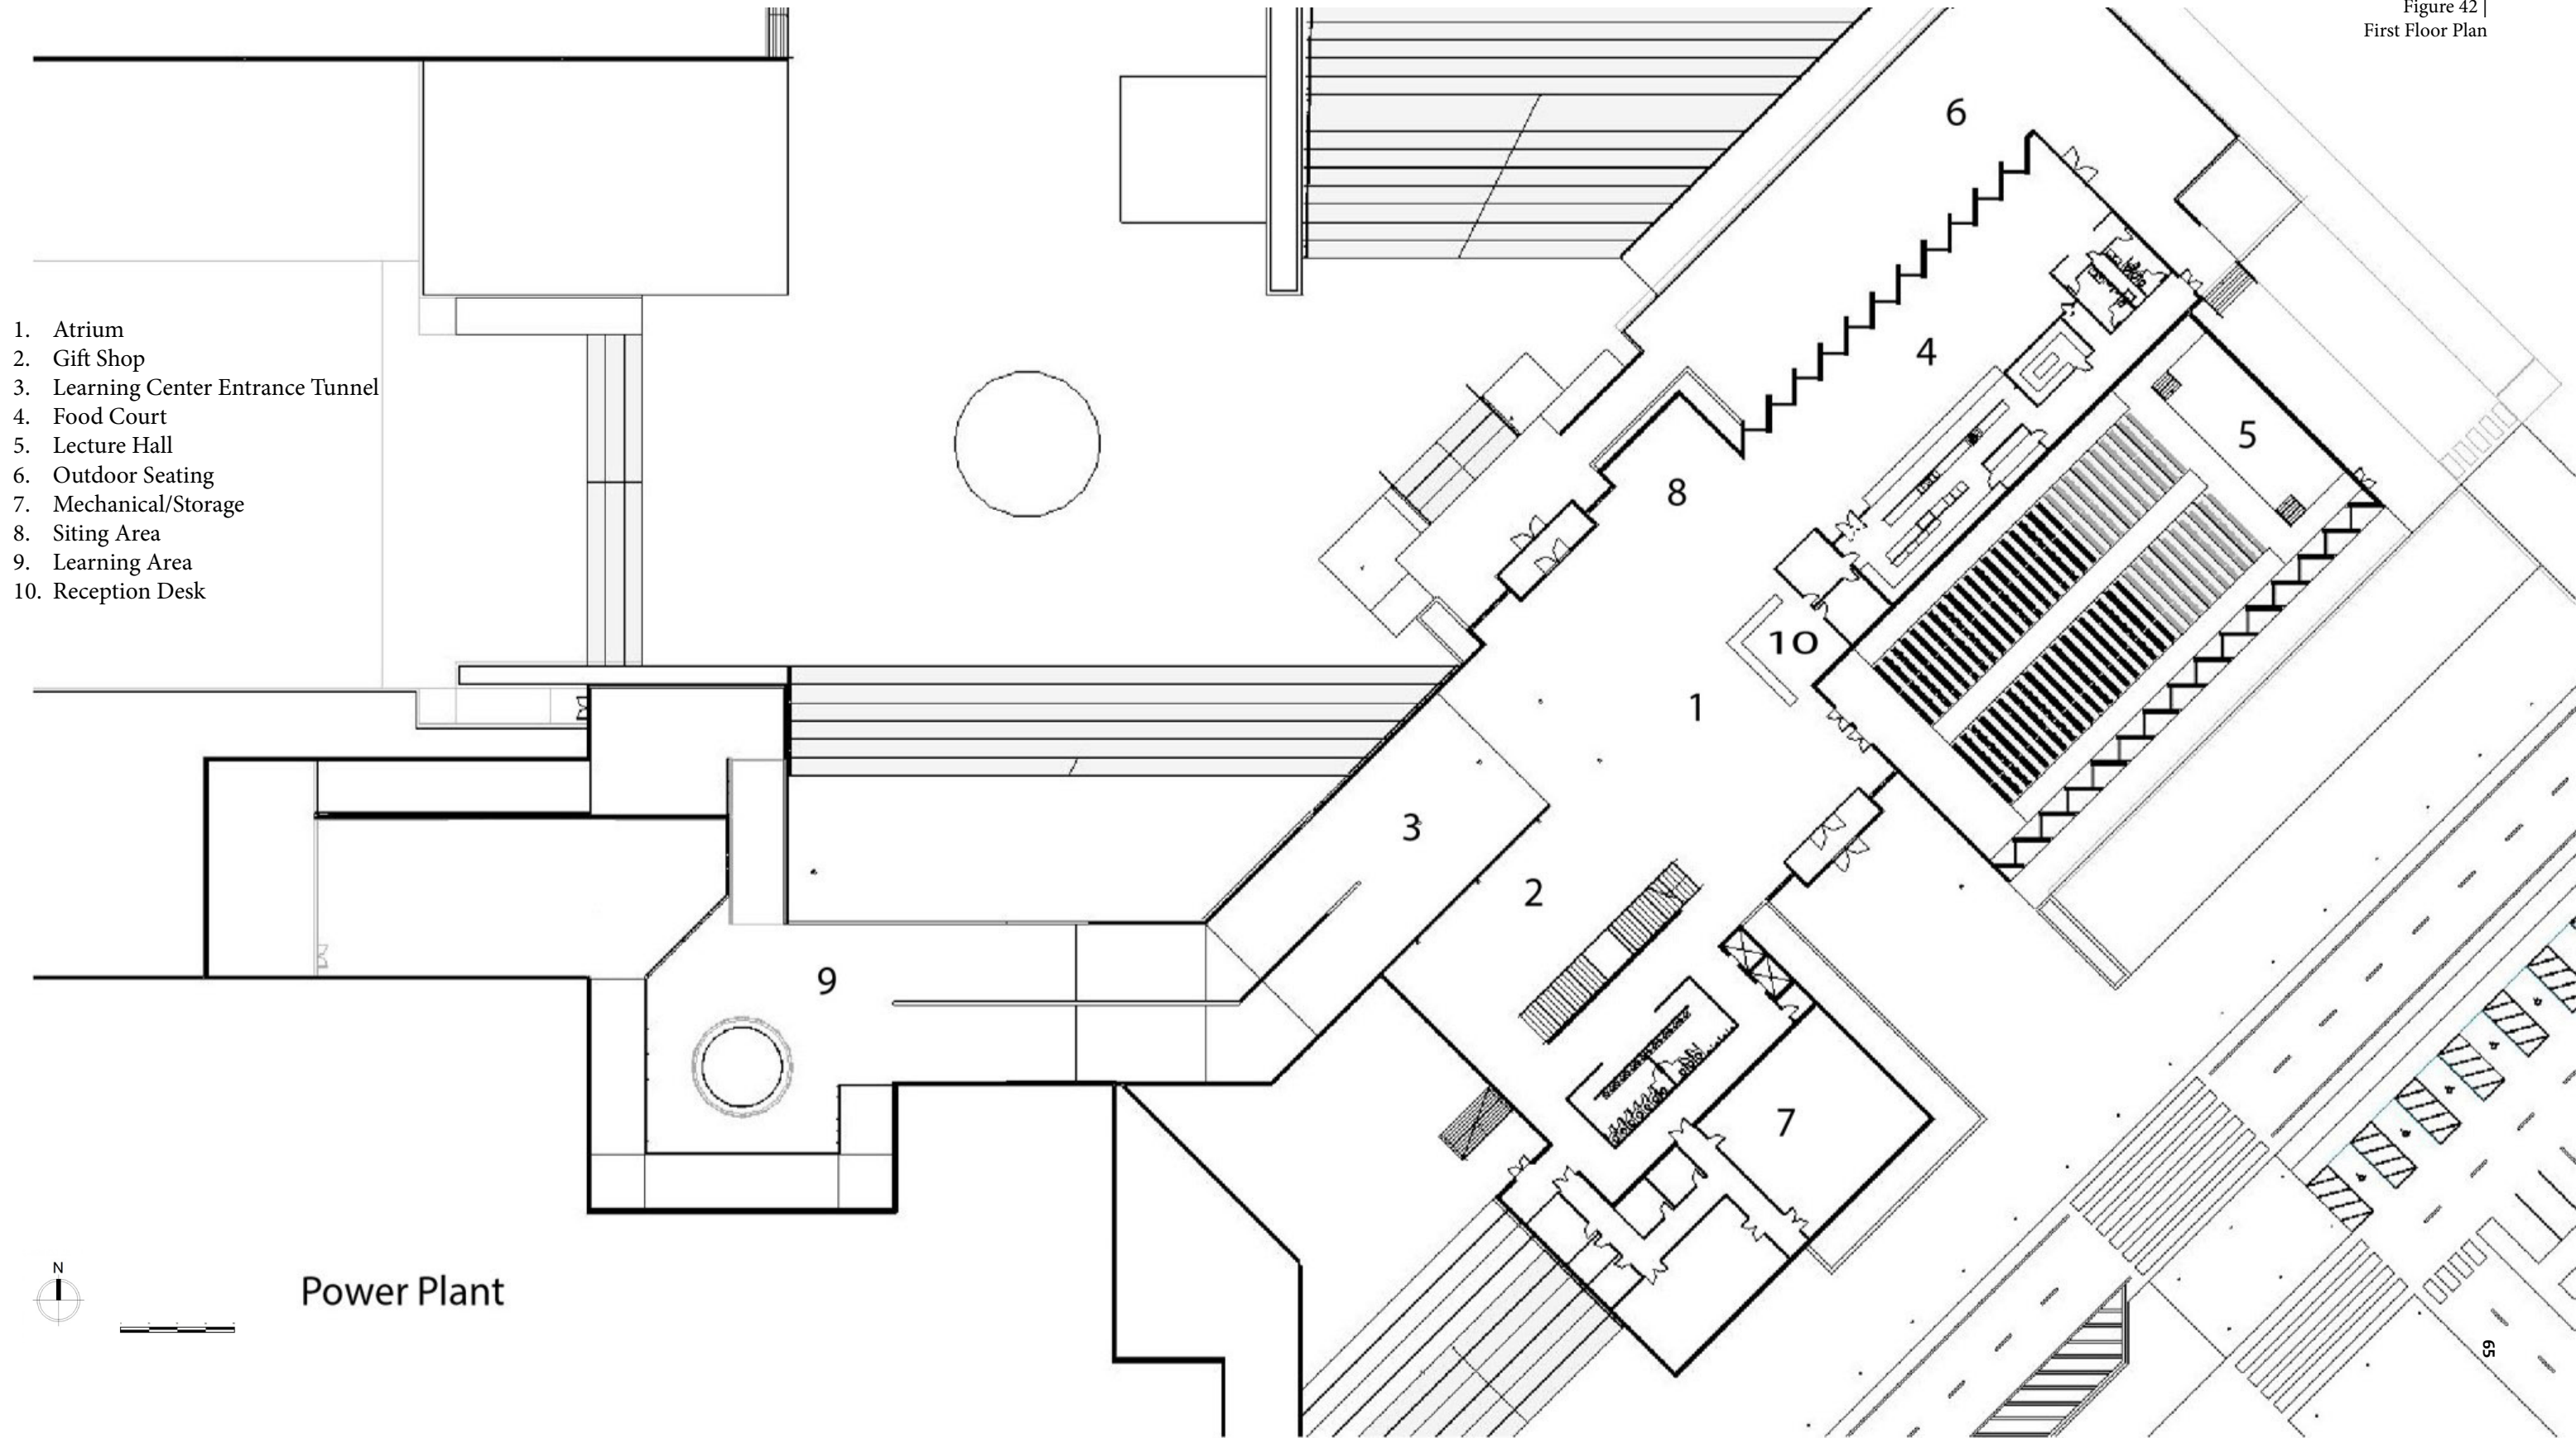 Figure 42 |
First Floor Plan
1. Atrium
2. Gift Shop
3. Learning Center Entrance Tunnel
4. Food Court
5. Lecture Hall
6. Outdoor Seating
7. Mechanical/Storage
8. Siting Area
9. Learning Area
10. Reception Desk
6
4
5
8
10
1
3
2
9
7
N
Power Plant
65